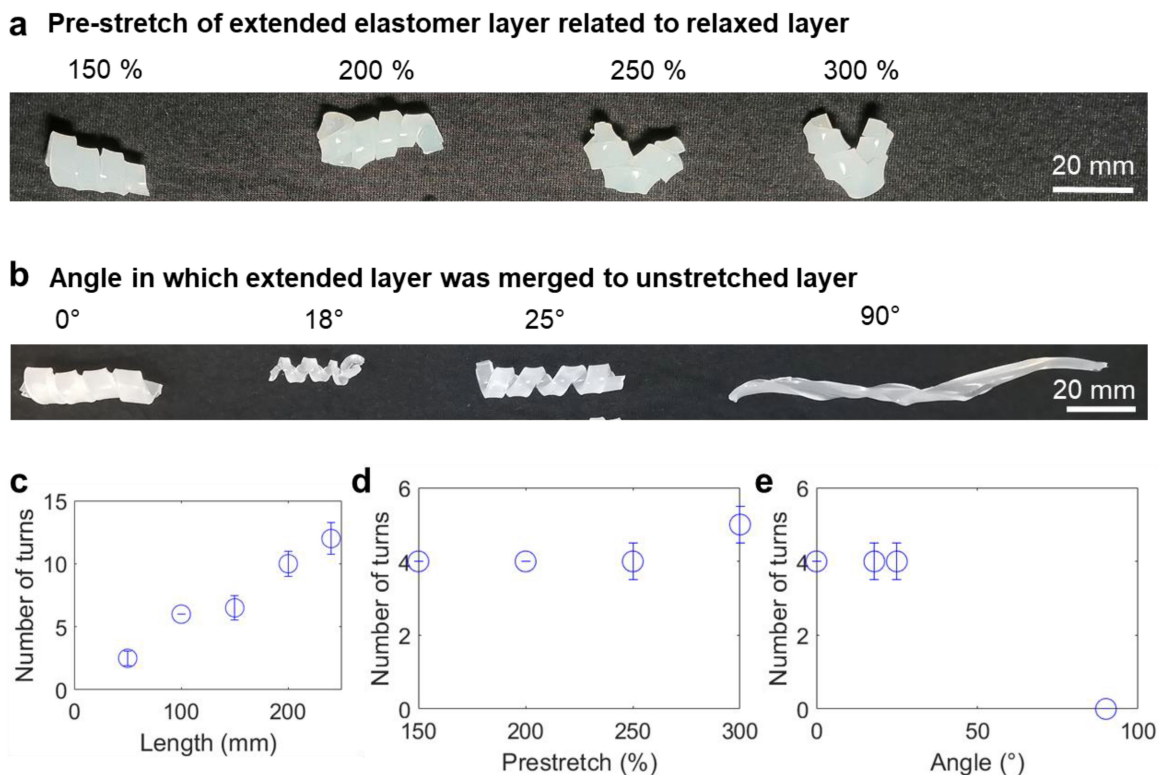 a Pre-stretch of extended elastomer layer related to relaxed layer
150 % 200 % 250 % 300 %
20 mm
b Angle in which extended layer was merged to unstretched layer
0° 18° 25° 90°
20 mm
c
15
10
5
0
0 100 200
Number of turns
Length (mm)
d
6
4
2
0
150 200 250 300
Number of turns
Prestretch (%)
e
6
4
2
0
0 50 100
Number of turns
Angle (°)